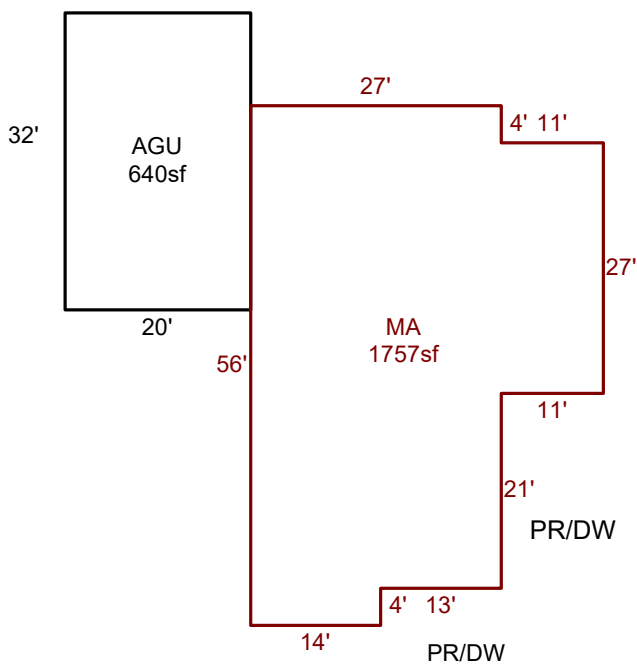 27'
4' 11'
32'
AGU
640sf
27'
20'
MA
1757sf
56'
11'
21'
PR/DW
4' 13'
14'
PR/DW